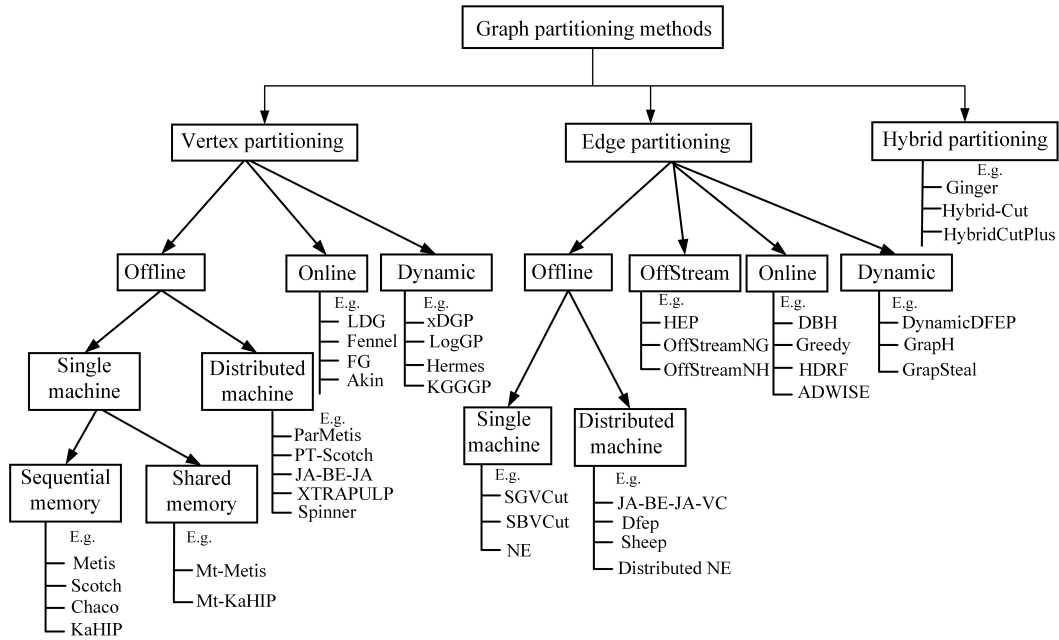 Graph partitioning methods
Vertex partitioning
Edge partitioning
Hybrid partitioning
E.g.
Ginger
Hybrid-Cut
HybridCutPlus
Offline
Online
Dynamic
Offline
OffStream
Online
Dynamic
E.g.
LDG
Fennel
FG
Akin
E.g.
xDGP
LogGP
Hermes
KGGGP
E.g.
HEP
OffStreamNG
OffStreamNH
E.g.
DBH
Greedy
HDRF
ADWISE
E.g.
DynamicDFEP
GrapH
GrapSteal
Single
machine
Distributed
machine
E.g.
ParMetis
PT-Scotch
JA-BE-JA
XTRAPULP
Spinner
Single
machine
Distributed
machine
E.g.
SGVCut
SBVCut
NE
E.g.
JA-BE-JA-VC
Dfep
Sheep
Distributed NE
Sequential
memory
Shared
memory
E.g.
Metis
Scotch
Chaco
KaHIP
E.g.
Mt-Metis
Mt-KaHIP